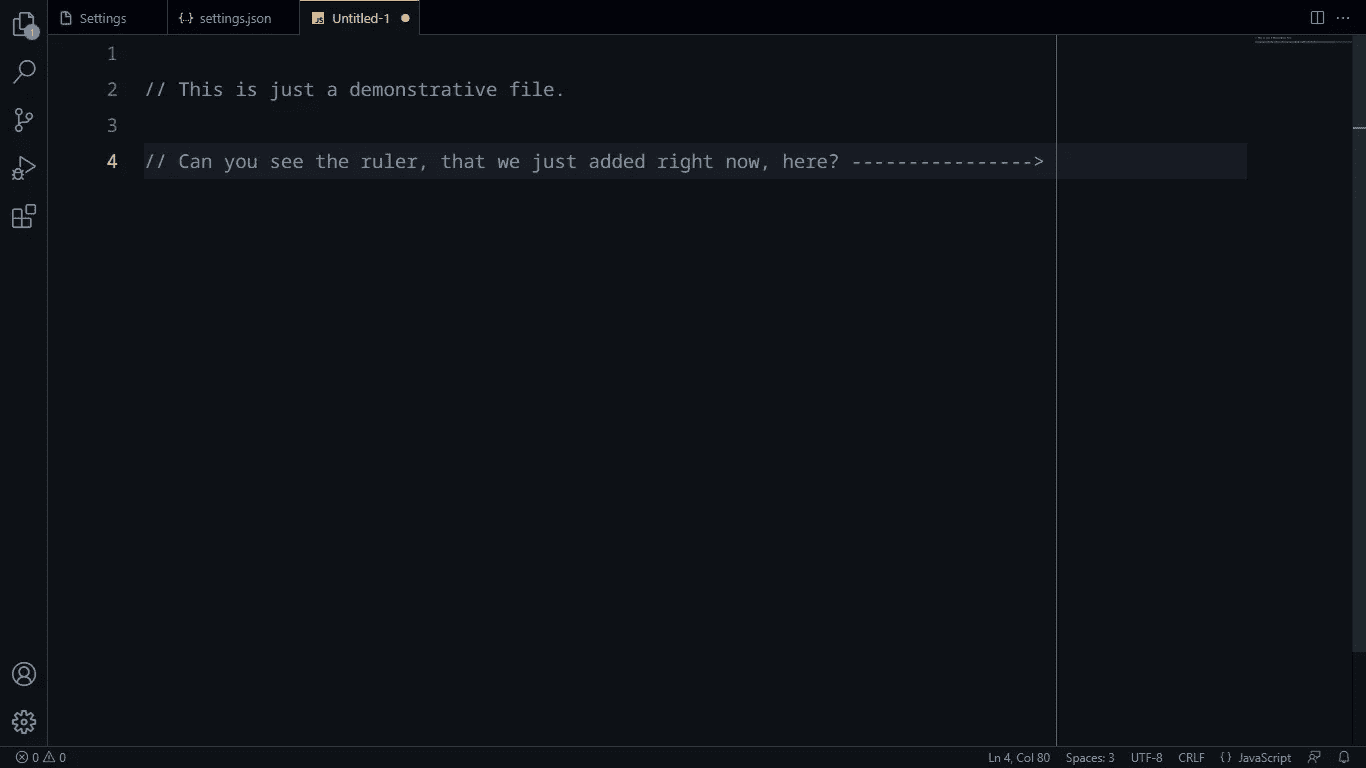 Settings
{..} settings.json
JS Untitled-1
1
1
2 // This is just a demonstrative file.
3
4 // Can you see the ruler, that we just added right now, here? ---------------->
0 0 Ln 4, Col 80 Spaces: 3 UTF-8 CRLF { } JavaScript